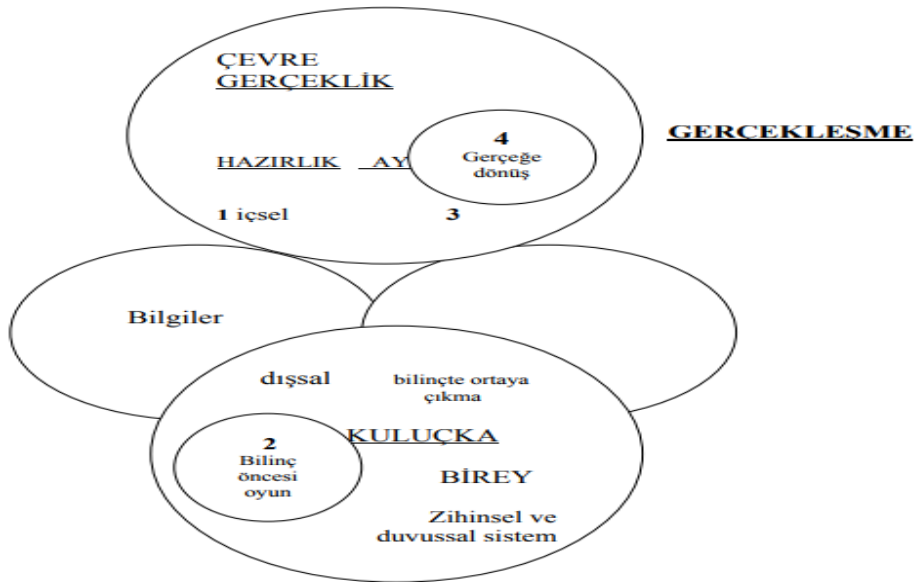 ÇEVRE
GERÇEKLİK
GERÇEKLEŞME
4
Gerçeğe
dönüş
HAZIRLIK AY
1 içsel 3
Bilgiler
dışsal
bilinçte ortaya
çıkma
KULUÇKA
2
Bilinç
öncesi
oyun
BİREY
Zihinsel ve
duvussal sistem